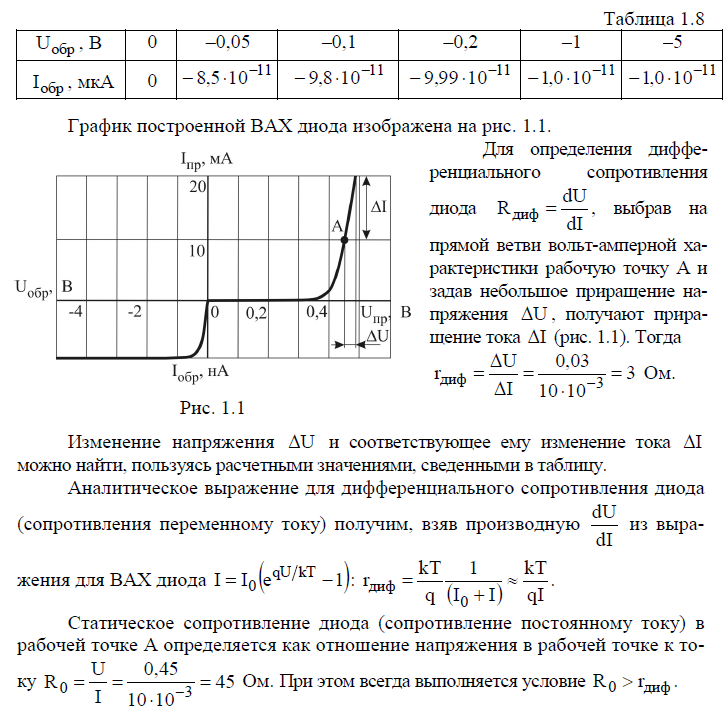 Таблица 1.8
U_обр , В 0 –0,05 –0,1 –0,2 –1 –5
I_обр , мкА 0 −8,5·10^−11 −9,8·10^−11 −9,99·10^−11 −1,0·10^−11 −1,0·10^−11
График построенной ВАХ диода изображена на рис. 1.1.
I_пр, мА
20
ΔI
A
10
U_обр, В
-4 -2 0 0,2 0,4 U_пр, В
ΔU
I_обр, нА
Рис. 1.1
Для определения диффе-
ренциального сопротивления
диода R_диф = dU/dI, выбрав на
прямой ветви вольт-амперной ха-
рактеристики рабочую точку А и
задав небольшое приращение на-
пряжения ΔU, получают прира-
щение тока ΔI (рис. 1.1). Тогда
r_диф = ΔU/ΔI = 0,03/(10·10^−3) = 3 Ом.
Изменение напряжения ΔU и соответствующее ему изменение тока ΔI
можно найти, пользуясь расчетными значениями, сведенными в таблицу.
Аналитическое выражение для дифференциального сопротивления диода
(сопротивления переменному току) получим, взяв производную dU/dI из выра-
жения для ВАХ диода I = I_0(e^(qU/kT) − 1): r_диф = kT/q 1/(I_0 + I) ≈ kT/qI.
Статическое сопротивление диода (сопротивление постоянному току) в
рабочей точке А определяется как отношение напряжения в рабочей точке к то-
ку R_0 = U/I = 0,45/(10·10^−3) = 45 Ом. При этом всегда выполняется условие R_0 > r_диф.